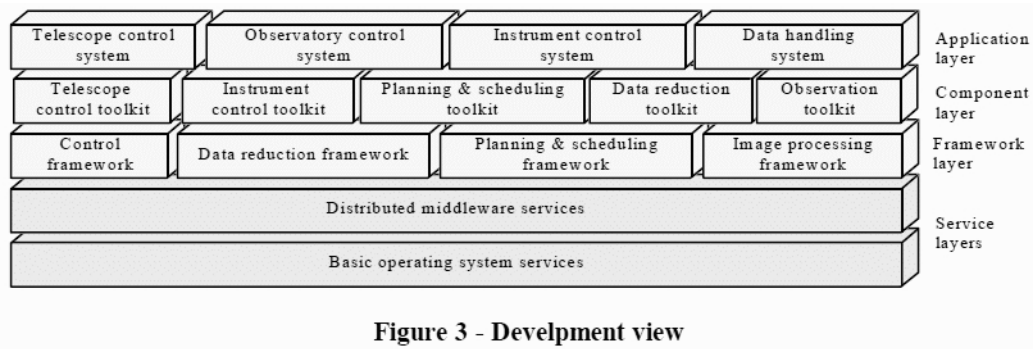 Telescope control
system
Observatory control
system
Instrument control
system
Data handling
system
Application
layer
Telescope
control toolkit
Instrument
control toolkit
Planning & scheduling
toolkit
Data reduction
toolkit
Observation
toolkit
Component
layer
Control
framework
Data reduction framework
Planning & scheduling
framework
Image processing
framework
Framework
layer
Distributed middleware services
Service
layers
Basic operating system services
Figure 3 - Develpment view